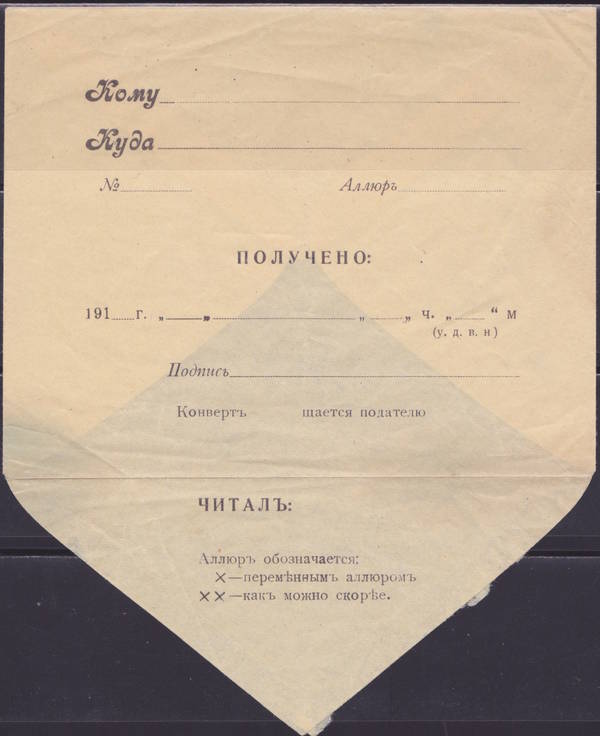 Кому
Куда
№ Аллюръ
ПОЛУЧЕНО:
191 г. „ „ „ „ ч. „ “ м
(у. д. в. н)
Подпись
Конвертъ щается подателю
ЧИТАЛЪ:
Аллюръ обозначается:
×—перемѣннымъ аллюромъ
××—какъ можно скорѣе.